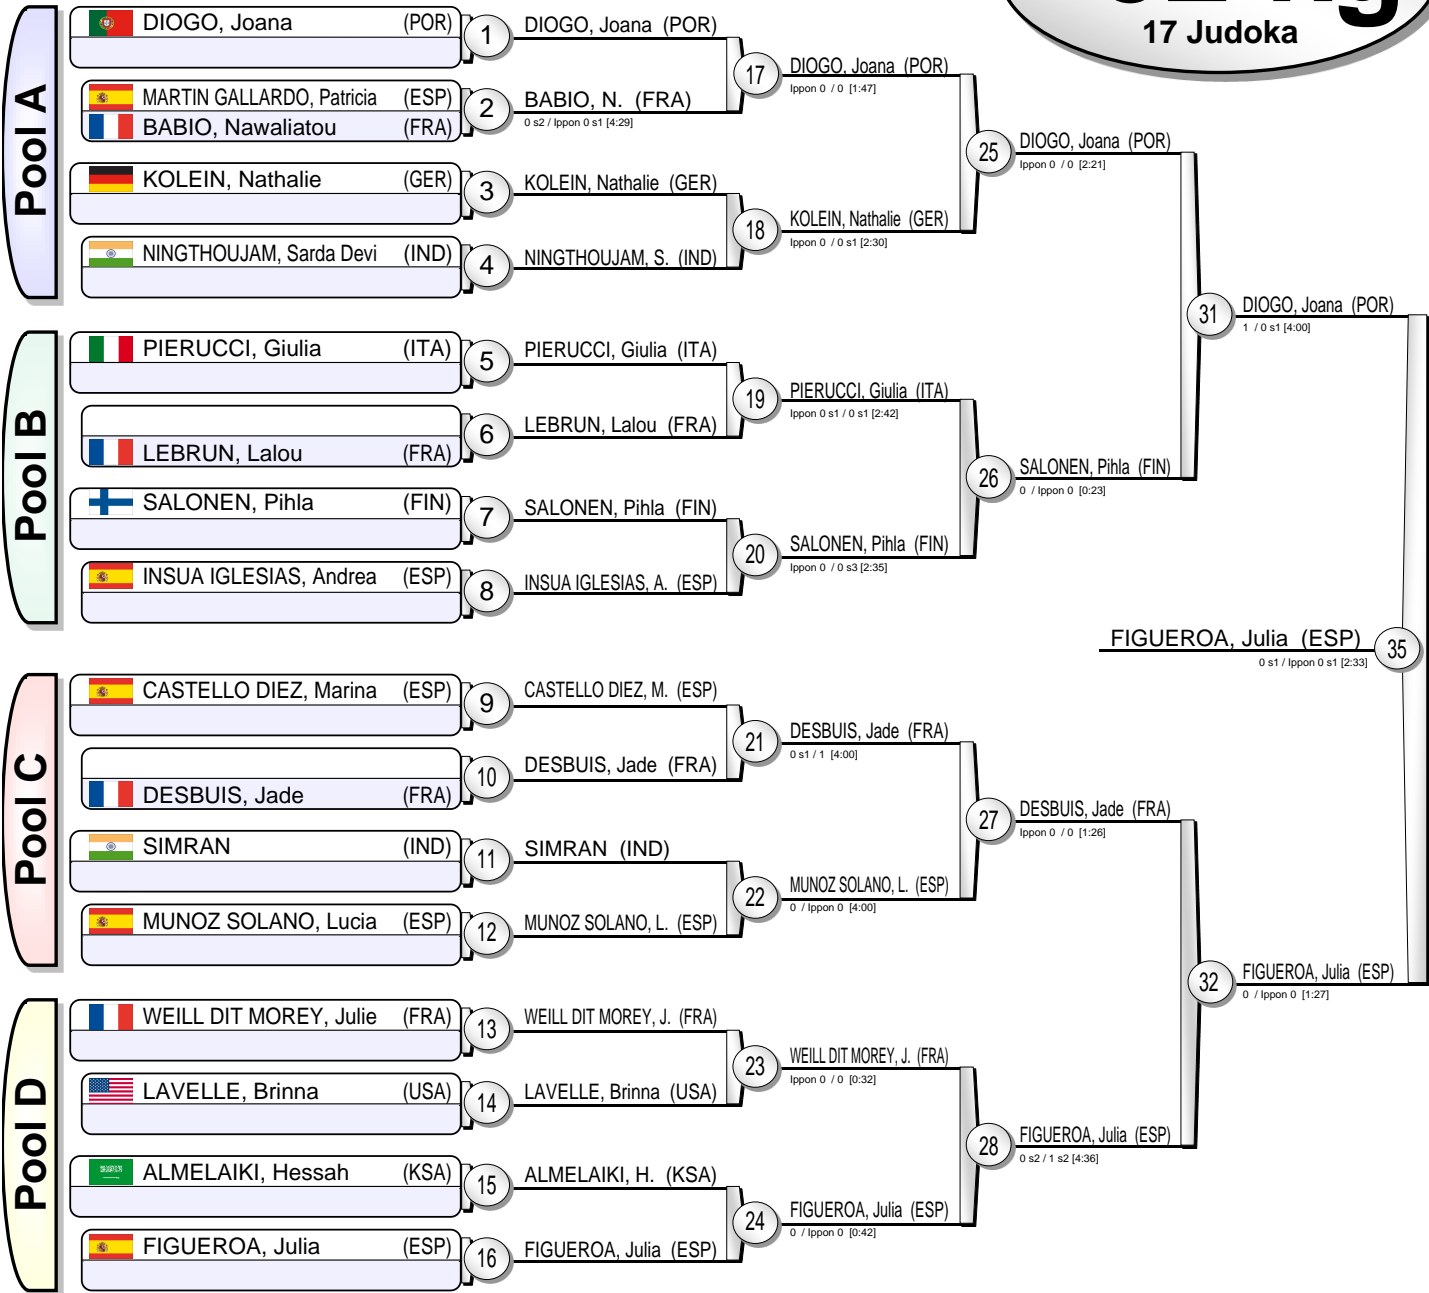 17 Judoka
Pool A
DIOGO, Joana (POR)
1
MARTIN GALLARDO, Patricia (ESP)
BABIO, Nawaliatou (FRA)
2
KOLEIN, Nathalie (GER)
3
NINGTHOUJAM, Sarda Devi (IND)
4
DIOGO, Joana (POR)
BABIO, N. (FRA)
0 s2 / Ippon 0 s1 [4:29]
KOLEIN, Nathalie (GER)
NINGTHOUJAM, S. (IND)
17
DIOGO, Joana (POR)
Ippon 0 / 0 [1:47]
18
KOLEIN, Nathalie (GER)
Ippon 0 / 0 s1 [2:30]
25
DIOGO, Joana (POR)
Ippon 0 / 0 [2:21]
Pool B
PIERUCCI, Giulia (ITA)
5
LEBRUN, Lalou (FRA)
6
SALONEN, Pihla (FIN)
7
INSUA IGLESIAS, Andrea (ESP)
8
PIERUCCI, Giulia (ITA)
LEBRUN, Lalou (FRA)
SALONEN, Pihla (FIN)
INSUA IGLESIAS, A. (ESP)
19
PIERUCCI, Giulia (ITA)
Ippon 0 s1 / 0 s1 [2:42]
20
SALONEN, Pihla (FIN)
Ippon 0 / 0 s3 [2:35]
26
SALONEN, Pihla (FIN)
0 / Ippon 0 [0:23]
31
DIOGO, Joana (POR)
1 / 0 s1 [4:00]
Pool C
CASTELLO DIEZ, Marina (ESP)
9
DESBUIS, Jade (FRA)
10
SIMRAN (IND)
11
MUNOZ SOLANO, Lucia (ESP)
12
CASTELLO DIEZ, M. (ESP)
DESBUIS, Jade (FRA)
SIMRAN (IND)
MUNOZ SOLANO, L. (ESP)
21
DESBUIS, Jade (FRA)
0 s1 / 1 [4:00]
22
MUNOZ SOLANO, L. (ESP)
0 / Ippon 0 [4:00]
27
DESBUIS, Jade (FRA)
Ippon 0 / 0 [1:26]
Pool D
WEILL DIT MOREY, Julie (FRA)
13
LAVELLE, Brinna (USA)
14
ALMELAIKI, Hessah (KSA)
15
FIGUEROA, Julia (ESP)
16
WEILL DIT MOREY, J. (FRA)
LAVELLE, Brinna (USA)
ALMELAIKI, H. (KSA)
FIGUEROA, Julia (ESP)
23
WEILL DIT MOREY, J. (FRA)
Ippon 0 / 0 [0:32]
24
FIGUEROA, Julia (ESP)
0 / Ippon 0 [0:42]
28
FIGUEROA, Julia (ESP)
0 s2 / 1 s2 [4:36]
32
FIGUEROA, Julia (ESP)
0 / Ippon 0 [1:27]
FIGUEROA, Julia (ESP)
0 s1 / Ippon 0 s1 [2:33]
35